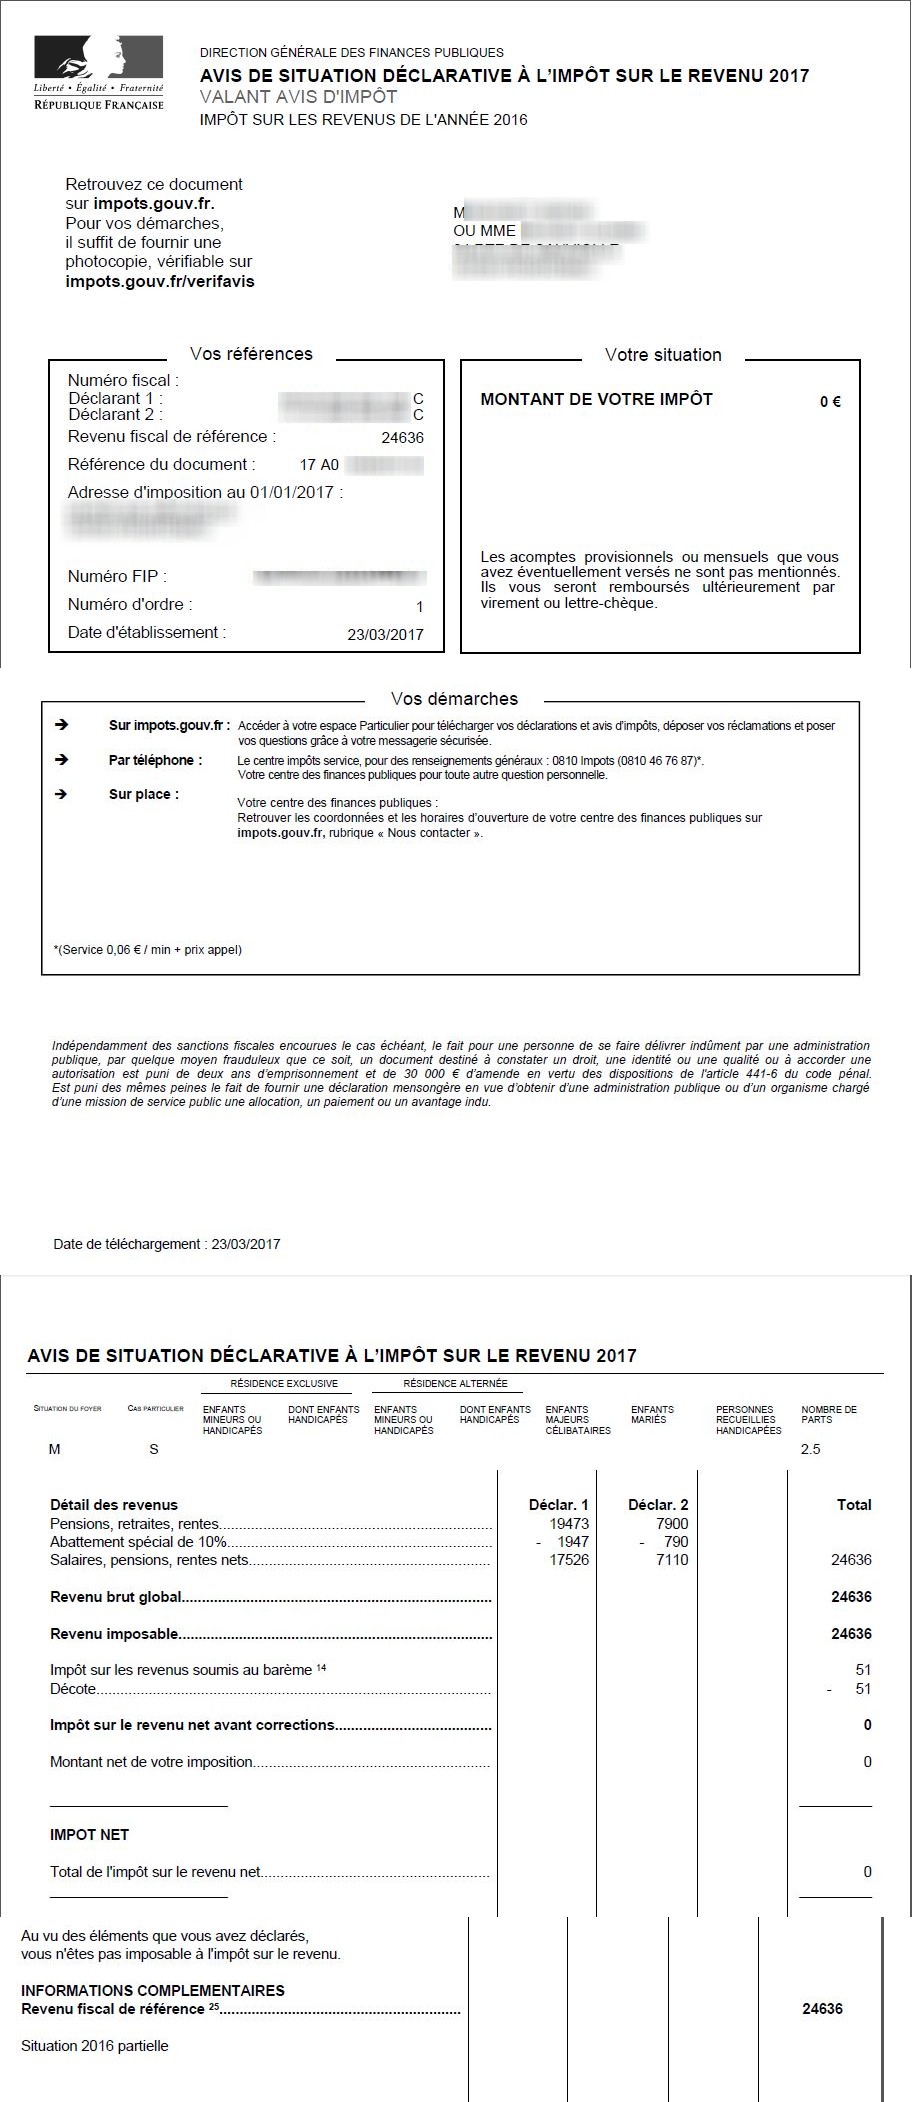 Liberté • Égalité • Fraternité
RÉPUBLIQUE FRANÇAISE
DIRECTION GÉNÉRALE DES FINANCES PUBLIQUES
AVIS DE SITUATION DÉCLARATIVE À L'IMPÔT SUR LE REVENU 2017
VALANT AVIS D'IMPÔT
IMPÔT SUR LES REVENUS DE L'ANNÉE 2016
Retrouvez ce document
sur impots.gouv.fr.
Pour vos démarches,
il suffit de fournir une
photocopie, vérifiable sur
impots.gouv.fr/verifavis
M
OU MME
Vos références
Numéro fiscal :
Déclarant 1 : C
Déclarant 2 : C
Revenu fiscal de référence : 24636
Référence du document : 17 A0
Adresse d'imposition au 01/01/2017 :
Numéro FIP :
Numéro d'ordre : 1
Date d'établissement : 23/03/2017
Votre situation
MONTANT DE VOTRE IMPÔT 0 €
Les acomptes provisionnels ou mensuels que vous
avez éventuellement versés ne sont pas mentionnés.
Ils vous seront remboursés ultérieurement par
virement ou lettre-chèque.
Vos démarches
➔ Sur impots.gouv.fr : Accéder à votre espace Particulier pour télécharger vos déclarations et avis d'impôts, déposer vos réclamations et poser
vos questions grâce à votre messagerie sécurisée.
➔ Par téléphone : Le centre impôts service, pour des renseignements généraux : 0810 Impots (0810 46 76 87)*.
Votre centre des finances publiques pour toute autre question personnelle.
➔ Sur place : Votre centre des finances publiques :
Retrouver les coordonnées et les horaires d'ouverture de votre centre des finances publiques sur
impots.gouv.fr, rubrique « Nous contacter ».
*(Service 0,06 € / min + prix appel)
Indépendamment des sanctions fiscales encourues le cas échéant, le fait pour une personne de se faire délivrer indûment par une administration
publique, par quelque moyen frauduleux que ce soit, un document destiné à constater un droit, une identité ou une qualité ou à accorder une
autorisation est puni de deux ans d'emprisonnement et de 30 000 € d'amende en vertu des dispositions de l'article 441-6 du code pénal.
Est puni des mêmes peines le fait de fournir une déclaration mensongère en vue d'obtenir d'une administration publique ou d'un organisme chargé
d'une mission de service public une allocation, un paiement ou un avantage indu.
Date de téléchargement : 23/03/2017
AVIS DE SITUATION DÉCLARATIVE À L'IMPÔT SUR LE REVENU 2017
RÉSIDENCE EXCLUSIVE RÉSIDENCE ALTERNÉE
SITUATION DU FOYER CAS PARTICULIER ENFANTS DONT ENFANTS ENFANTS DONT ENFANTS ENFANTS ENFANTS PERSONNES NOMBRE DE
MINEURS OU HANDICAPÉS MINEURS OU HANDICAPÉS MAJEURS MARIÉS RECUEILLIES PARTS
HANDICAPÉS HANDICAPÉS CÉLIBATAIRES HANDICAPÉES
M S 2.5
Détail des revenus Déclar. 1 Déclar. 2 Total
Pensions, retraites, rentes 19473 7900
Abattement spécial de 10% - 1947 - 790
Salaires, pensions, rentes nets 17526 7110 24636
Revenu brut global 24636
Revenu imposable 24636
Impôt sur les revenus soumis au barème 14 51
Décote - 51
Impôt sur le revenu net avant corrections 0
Montant net de votre imposition 0
IMPOT NET
Total de l'impôt sur le revenu net 0
Au vu des éléments que vous avez déclarés,
vous n'êtes pas imposable à l'impôt sur le revenu.
INFORMATIONS COMPLEMENTAIRES
Revenu fiscal de référence 25 24636
Situation 2016 partielle